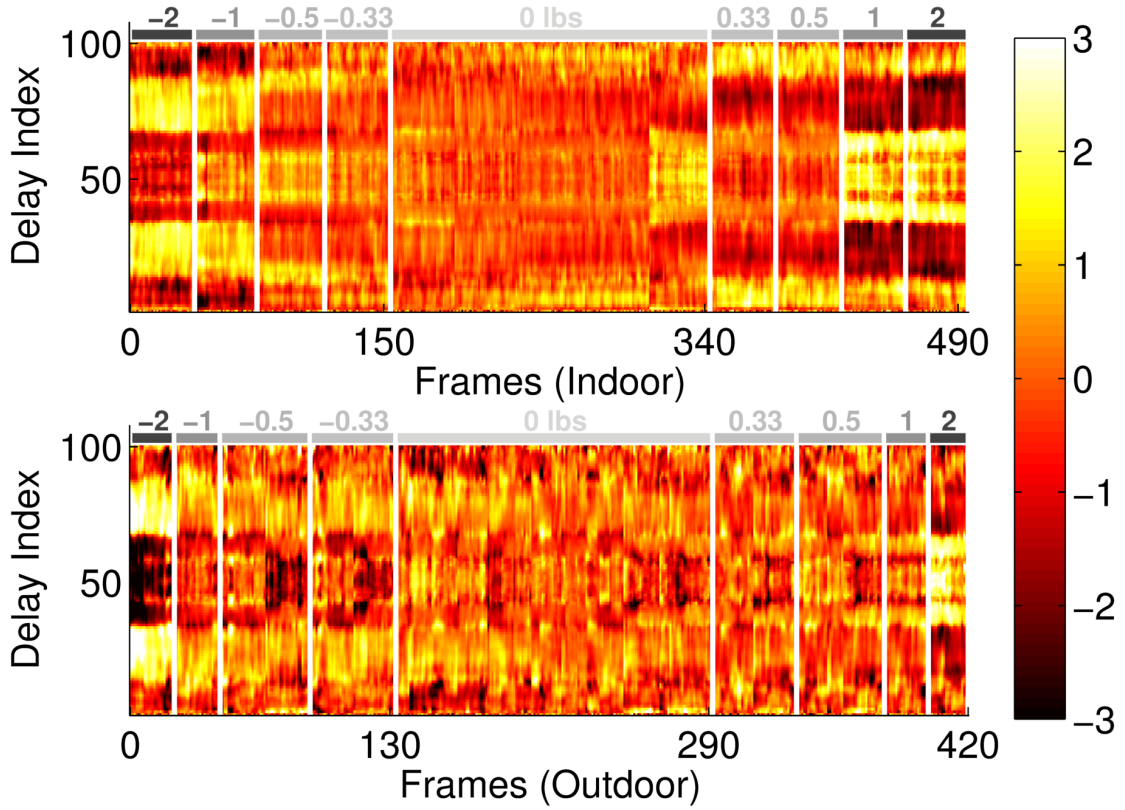 −2 −1 −0.5 −0.33 0 lbs 0.33 0.5 1 2
100
50
Delay Index
0 150 340 490
Frames (Indoor)
−2 −1 −0.5 −0.33 0 lbs 0.33 0.5 1 2
100
50
Delay Index
0 130 290 420
Frames (Outdoor)
3
2
1
0
−1
−2
−3